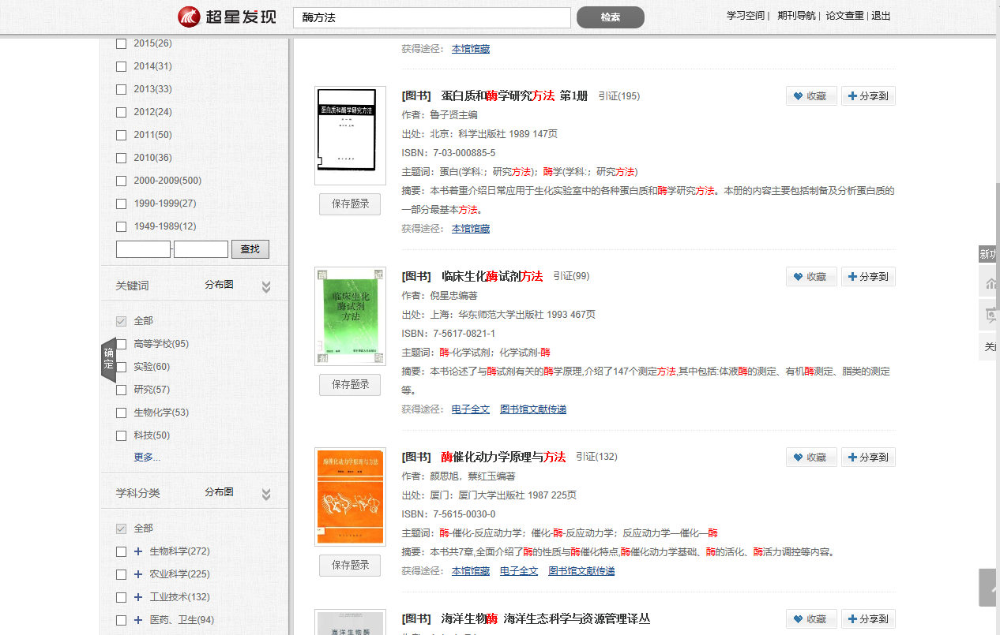 超星发现
酶方法
检索
学习空间 | 期刊导航 | 论文查重 | 退出
2015(26)
2014(31)
2013(33)
2012(24)
2011(50)
2010(36)
2000-2009(500)
1990-1999(27)
1949-1989(12)
-
查找
关键词 分布图
全部
高等学校(95)
实验(60)
研究(57)
生物化学(53)
科技(50)
更多...
确定
学科分类 分布图
全部
生物科学(272)
农业科学(225)
工业技术(132)
医药、卫生(94)
获得途径： 本馆馆藏
蛋白质和酶学研究方法
保存题录
[图书] 蛋白质和酶学研究方法 第1册 引证(195)
收藏 分享到
作者：鲁子贤主编
出处：北京：科学出版社 1989 147页
ISBN：7-03-000885-5
主题词：蛋白(学科:；研究方法)；酶学(学科:；研究方法)
摘要：本书着重介绍日常应用于生化实验室中的各种蛋白质和酶学研究方法。本册的内容主要包括制备及分析蛋白质的
一部分最基本方法。
获得途径： 本馆馆藏
临床生化
酶试剂
方法
保存题录
[图书] 临床生化酶试剂方法 引证(99)
收藏 分享到
作者：倪星忠编著
出处：上海：华东师范大学出版社 1993 467页
ISBN：7-5617-0821-1
主题词：酶-化学试剂；化学试剂-酶
摘要：本书论述了与酶试剂有关的酶学原理,介绍了147个测定方法,其中包括:体液酶的测定、有机酶测定、脂类的测定
等。
获得途径： 电子全文 图书馆文献传递
酶催化动力学原理与方法
保存题录
[图书] 酶催化动力学原理与方法 引证(132)
收藏 分享到
作者：颜思旭，蔡红玉编著
出处：厦门：厦门大学出版社 1987 225页
ISBN：7-5615-0030-0
主题词：酶-催化-反应动力学；催化-酶-反应动力学；反应动力学—催化—酶
摘要：本书共7章,全面介绍了酶的性质与酶催化特点,酶催化动力学基础、酶的活化、酶活力调控等内容。
获得途径： 本馆馆藏 电子全文 图书馆文献传递
海洋生物酶
[图书] 海洋生物酶 海洋生态科学与资源管理译丛
收藏 分享到
新功
关